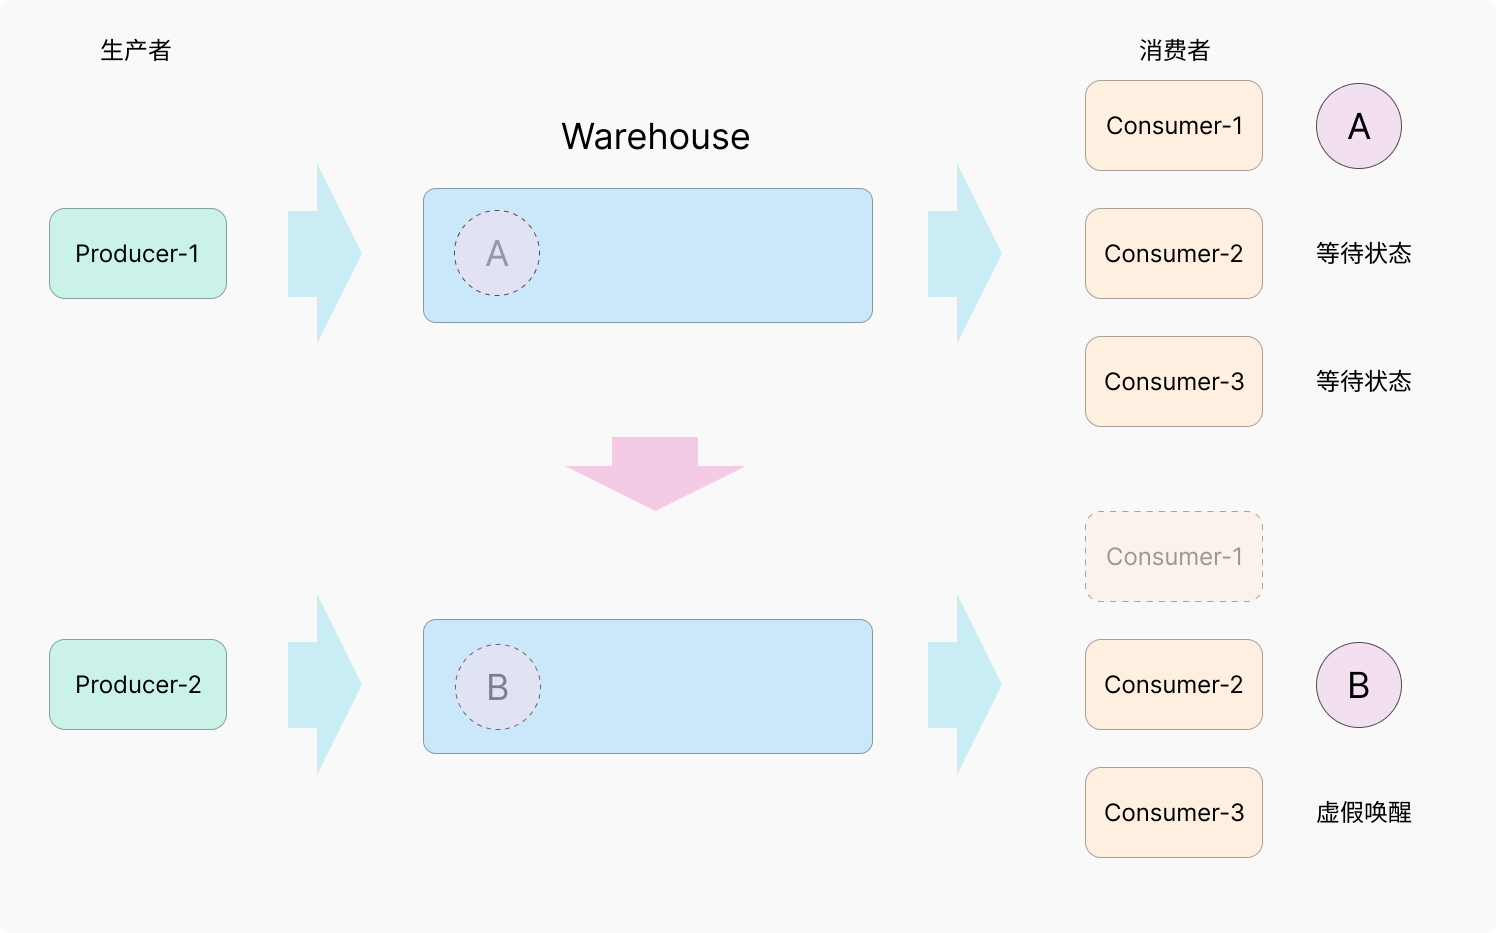 生产者
消费者
Warehouse
Consumer-1
A
Producer-1
A
Consumer-2
等待状态
Consumer-3
等待状态
Consumer-1
Producer-2
B
Consumer-2
B
Consumer-3
虚假唤醒